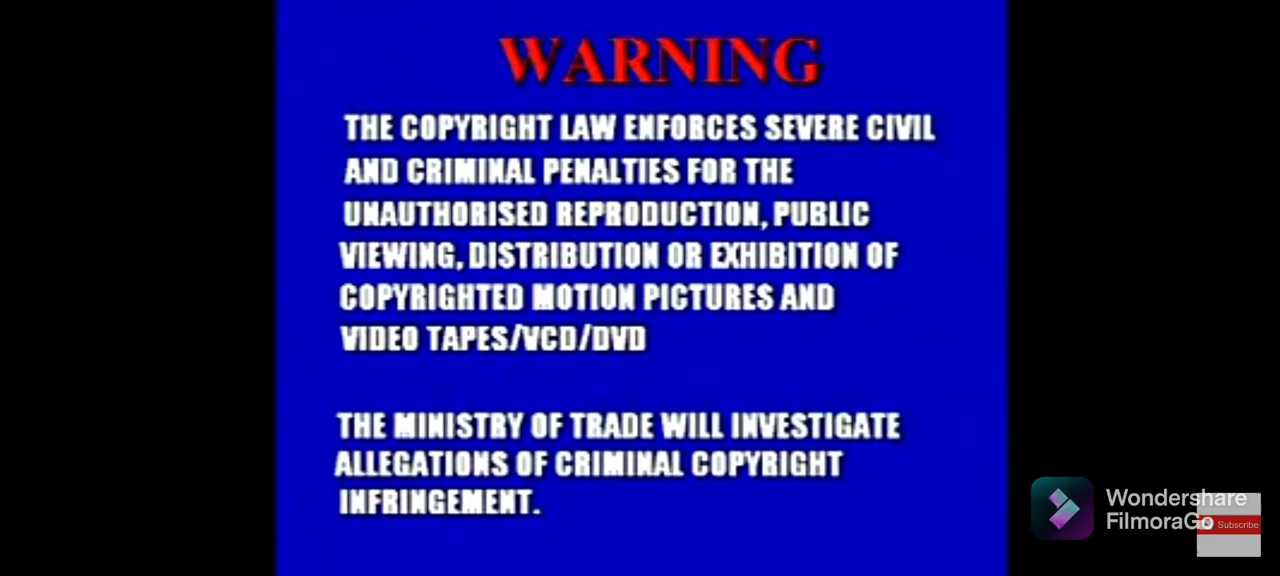 WARNING
THE COPYRIGHT LAW ENFORCES SEVERE CIVIL
AND CRIMINAL PENALTIES FOR THE
UNAUTHORISED REPRODUCTION, PUBLIC
VIEWING, DISTRIBUTION OR EXHIBITION OF
COPYRIGHTED MOTION PICTURES AND
VIDEO TAPES/VCD/DVD
THE MINISTRY OF TRADE WILL INVESTIGATE
ALLEGATIONS OF CRIMINAL COPYRIGHT
INFRINGEMENT.
Wondershare
FilmoraGo
Subscribe